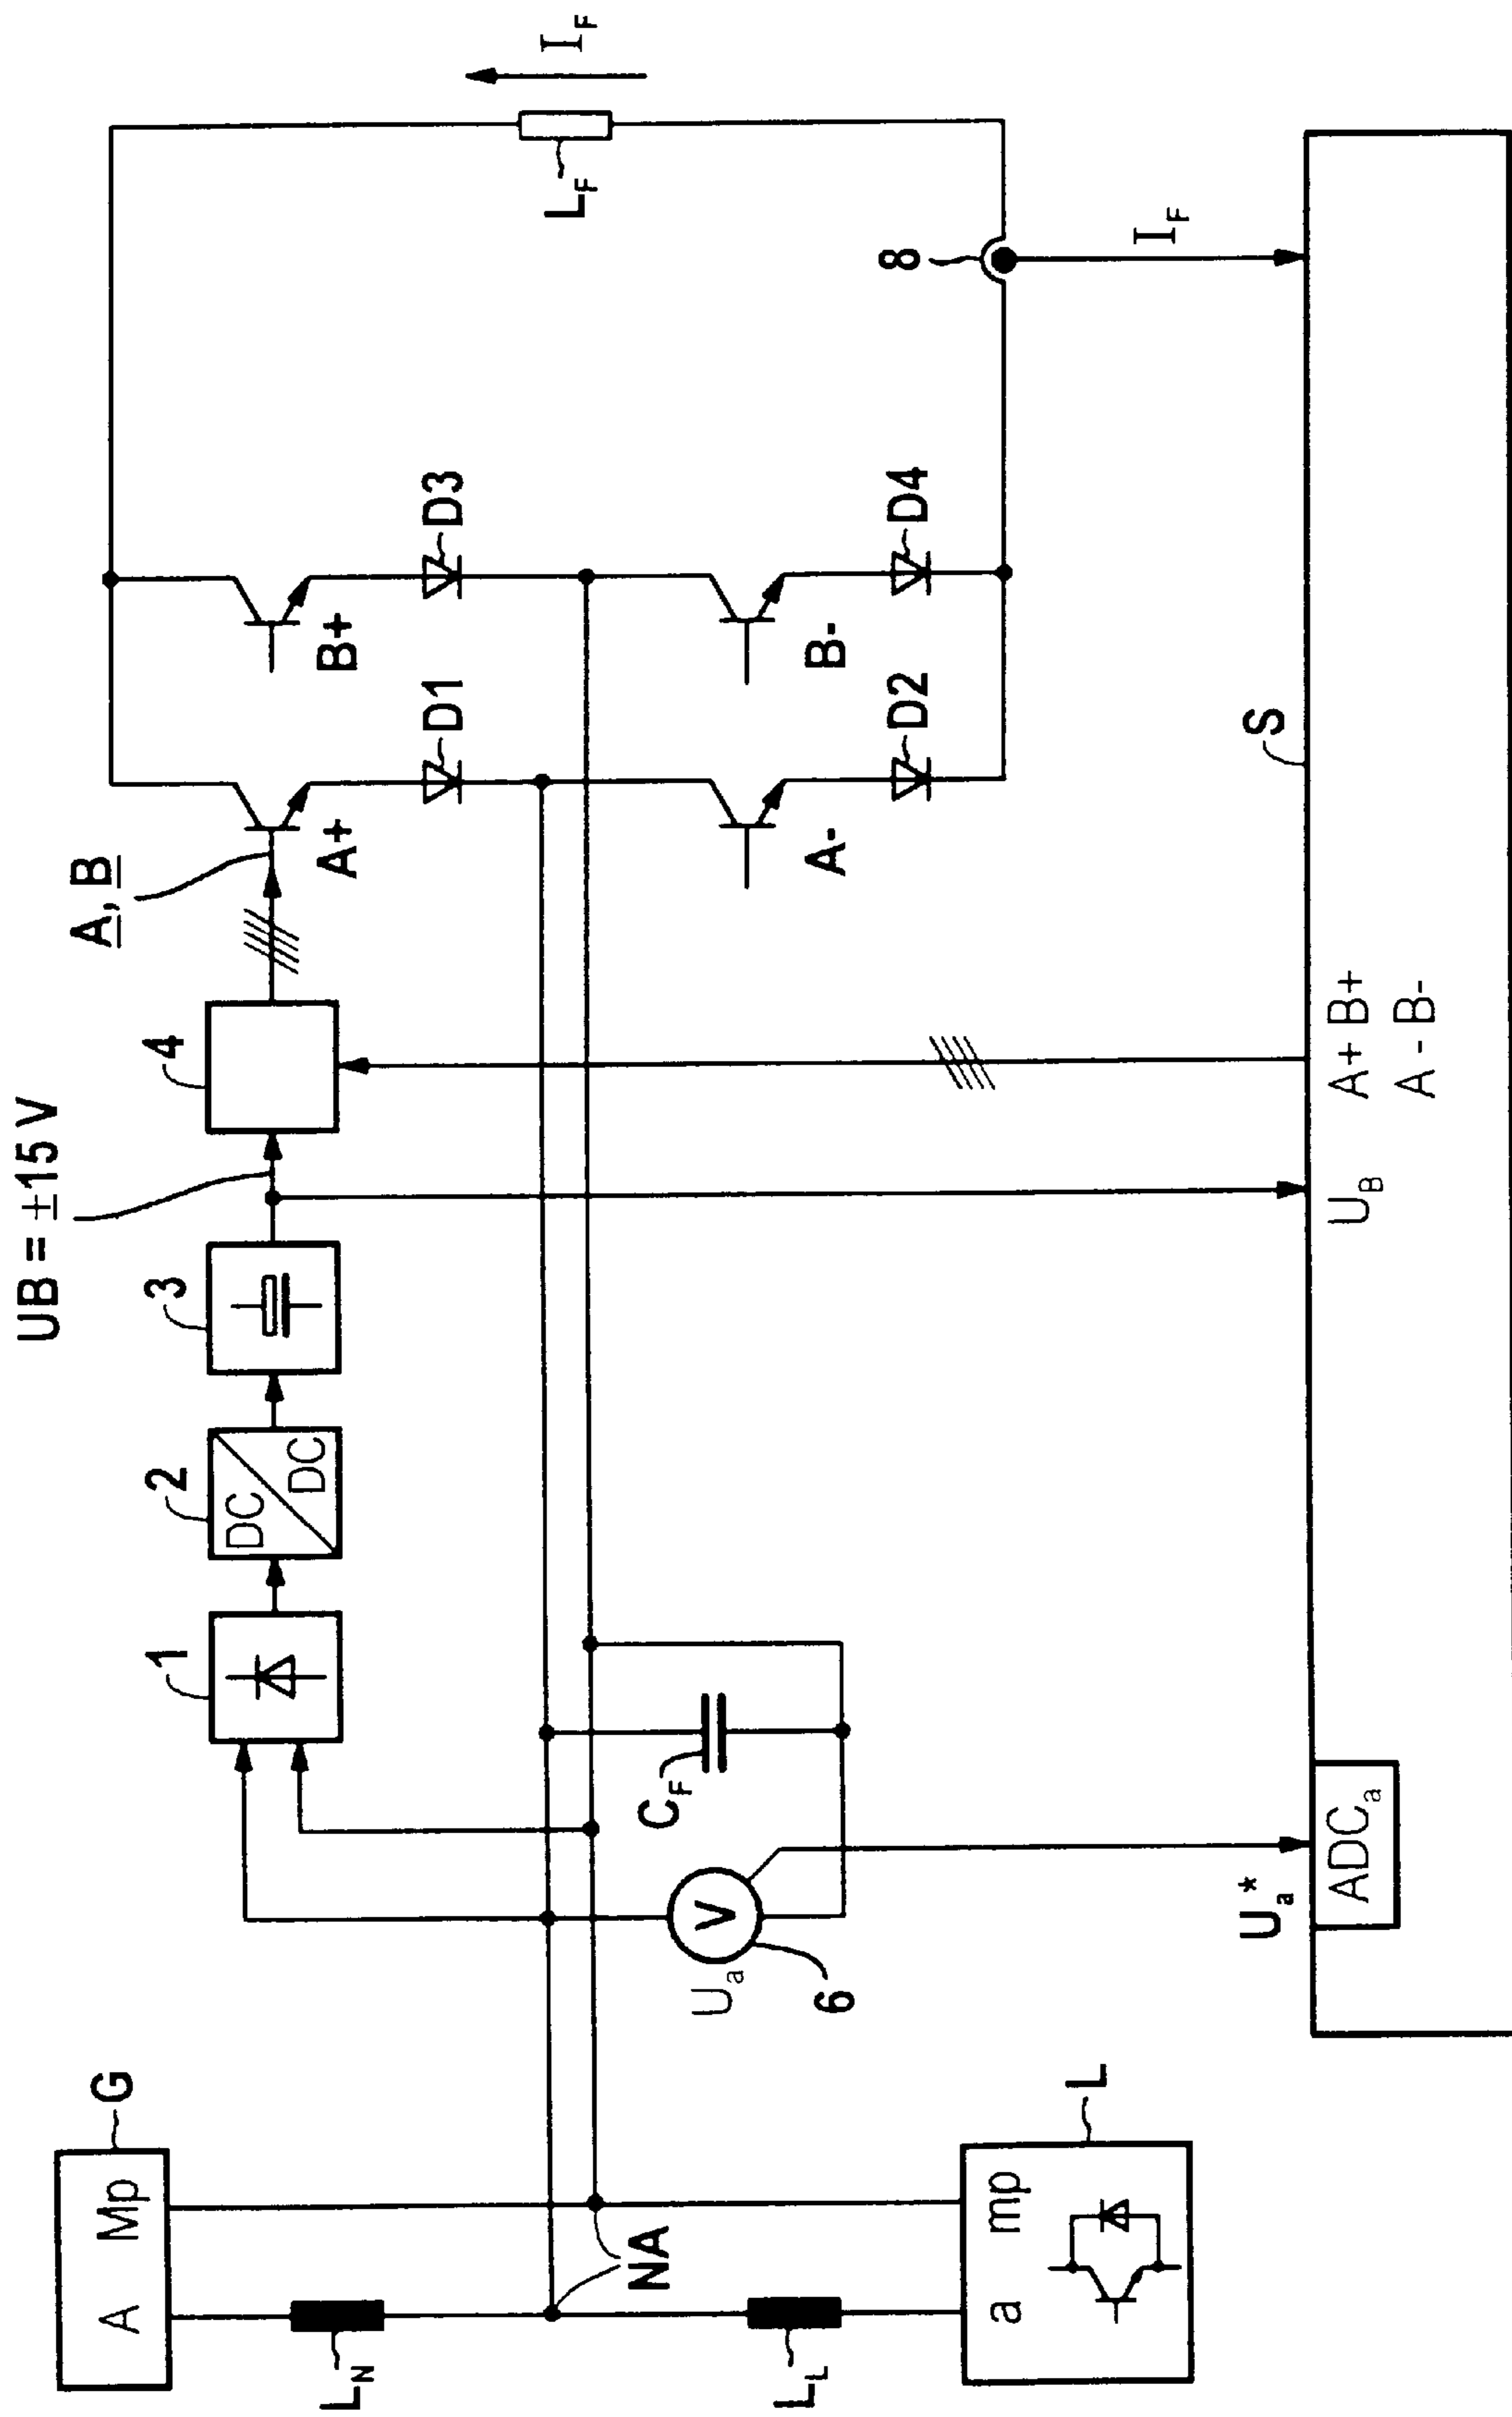 G
A Mp
L_N
NA
L_L
a mp
L
1
2
DC
DC
3
UB = ±15 V
4
A, B
A+
D1
B+
D3
A-
D2
B-
D4
L_F
I_F
8
I_F
C_F
V
U_a
6
U_a*
ADC_a
U_B
A+ B+
A- B-
S